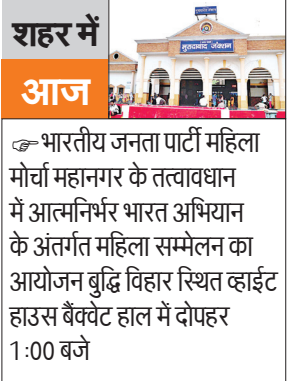 शहर में
आज
मुरादाबाद जंक्शन
☞भारतीय जनता पार्टी महिला
मोर्चा महानगर के तत्वावधान
में आत्मनिर्भर भारत अभियान
के अंतर्गत महिला सम्मेलन का
आयोजन बुद्धि विहार स्थित व्हाईट
हाउस बैंक्वेट हाल में दोपहर
1:00 बजे